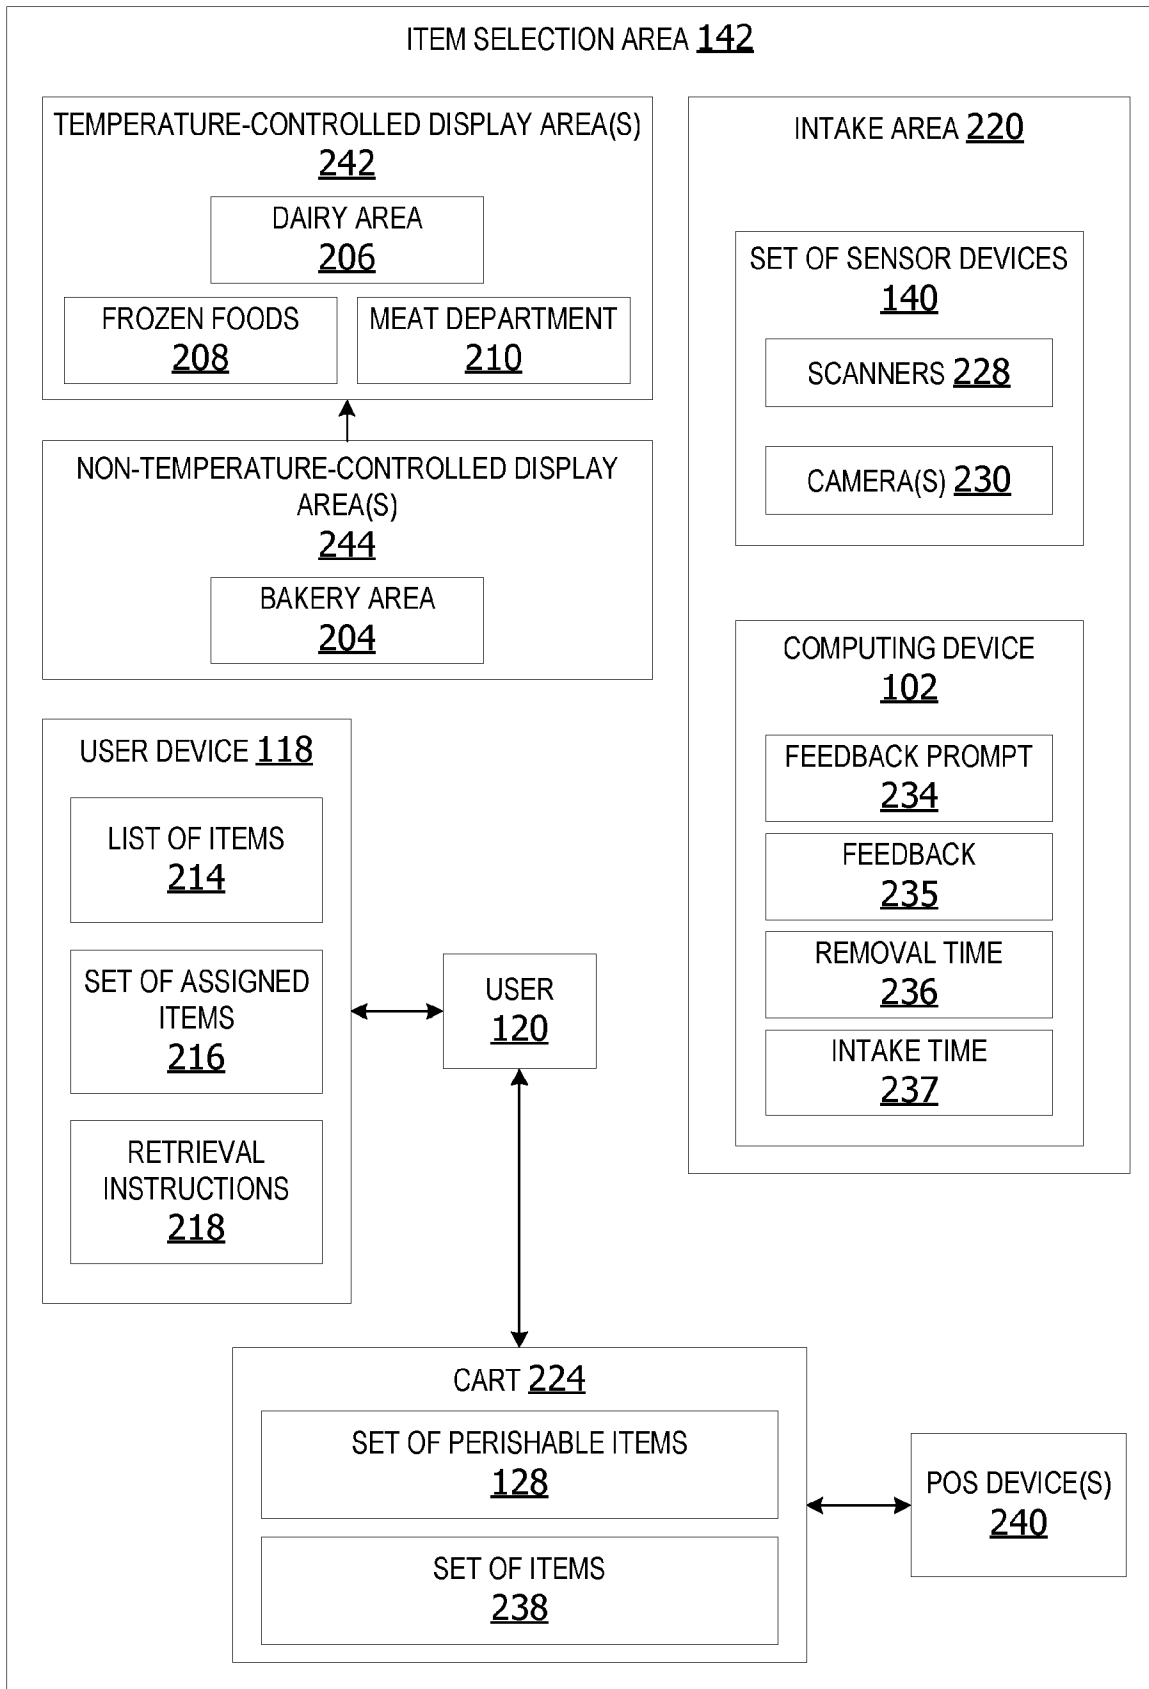 ITEM SELECTION AREA 142
TEMPERATURE-CONTROLLED DISPLAY AREA(S)
242
DAIRY AREA
206
FROZEN FOODS
208
MEAT DEPARTMENT
210
NON-TEMPERATURE-CONTROLLED DISPLAY
AREA(S)
244
BAKERY AREA
204
INTAKE AREA 220
SET OF SENSOR DEVICES
140
SCANNERS 228
CAMERA(S) 230
COMPUTING DEVICE
102
FEEDBACK PROMPT
234
FEEDBACK
235
REMOVAL TIME
236
INTAKE TIME
237
USER DEVICE 118
LIST OF ITEMS
214
SET OF ASSIGNED
ITEMS
216
RETRIEVAL
INSTRUCTIONS
218
USER
120
CART 224
SET OF PERISHABLE ITEMS
128
SET OF ITEMS
238
POS DEVICE(S)
240